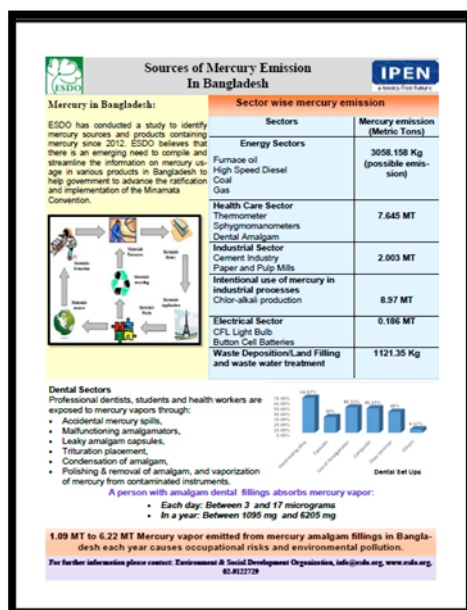 ESDO
Sources of Mercury Emission
In Bangladesh
IPEN
a toxics-free future
Mercury in Bangladesh:
ESDO has conducted a study to identify
mercury sources and products containing
mercury since 2012. ESDO believes that
there is an emerging need to compile and
streamline the information on mercury us-
age in various products in Bangladesh to
help government to advance the ratification
and implementation of the Minamata
Convention.
Sector wise mercury emission
Sectors
Mercury emission
(Metric Tons)
Energy Sectors
Furnace oil
High Speed Diesel
Coal
Gas
3058.158 Kg
(possible emis-
sion)
Health Care Sector
Thermometer
Sphygmomanometers
Dental Amalgam
7.645 MT
Industrial Sector
Cement Industry
Paper and Pulp Mills
2.003 MT
Intentional use of mercury in
industrial processes
Chlor-alkali production
8.97 MT
Electrical Sector
CFL Light Bulb
Button Cell Batteries
0.186 MT
Waste Deposition/Land Filling
and waste water treatment
1121.35 Kg
Dental Sectors
Professional dentists, students and health workers are
exposed to mercury vapors through:
• Accidental mercury spills,
• Malfunctioning amalgamators,
• Leaky amalgam capsules,
• Trituration placement,
• Condensation of amalgam,
• Polishing & removal of amalgam, and vaporization
of mercury from contaminated instruments.
Dental Set Ups
A person with amalgam dental fillings absorbs mercury vapor:
• Each day: Between 3 and 17 micrograms
• In a year: Between 1095 mg and 6205 mg
1.09 MT to 6.22 MT Mercury vapor emitted from mercury amalgam fillings in Bangla-
desh each year causes occupational risks and environmental pollution.
For further information please contact: Environment & Social Development Organization, info@esdo.org, www.esdo.org,
02.9122729